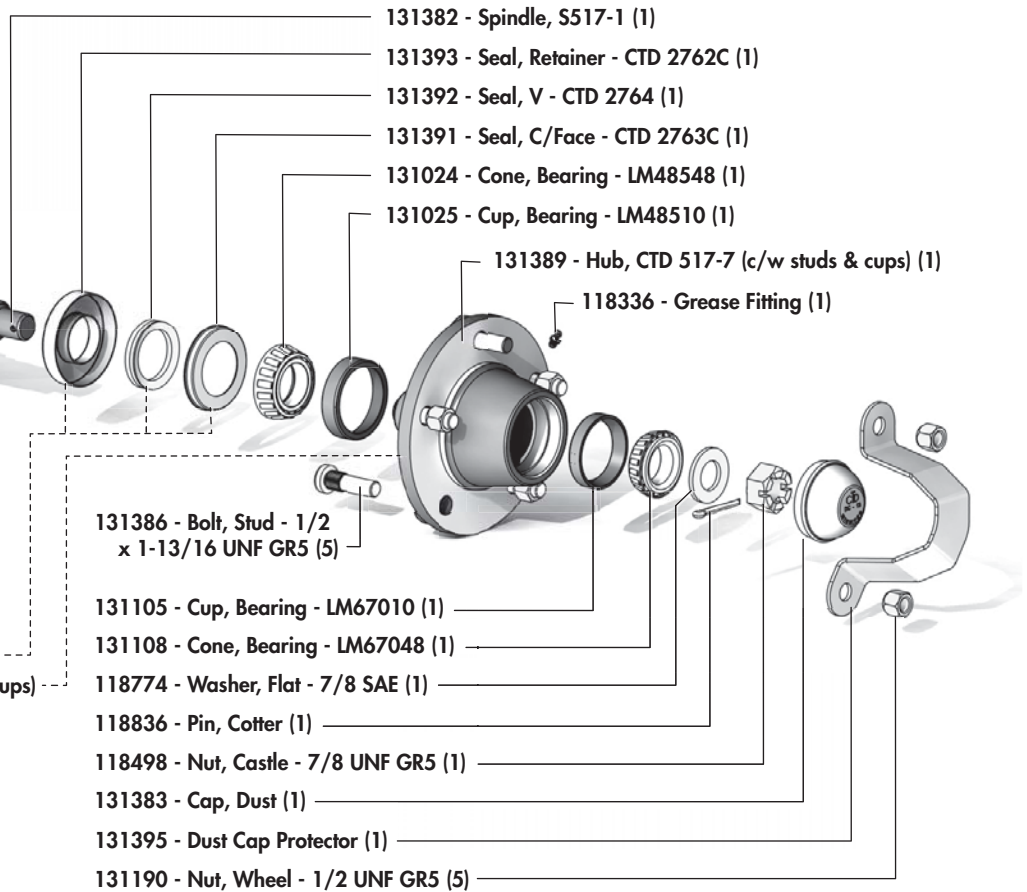 131382 - Spindle, S517-1 (1)
131393 - Seal, Retainer - CTD 2762C (1)
131392 - Seal, V - CTD 2764 (1)
131391 - Seal, C/Face - CTD 2763C (1)
131024 - Cone, Bearing - LM48548 (1)
131025 - Cup, Bearing - LM48510 (1)
131389 - Hub, CTD 517-7 (c/w studs & cups) (1)
118336 - Grease Fitting (1)
131386 - Bolt, Stud - 1/2
x 1-13/16 UNF GR5 (5)
131105 - Cup, Bearing - LM67010 (1)
131108 - Cone, Bearing - LM67048 (1)
ups)
118774 - Washer, Flat - 7/8 SAE (1)
118836 - Pin, Cotter (1)
118498 - Nut, Castle - 7/8 UNF GR5 (1)
131383 - Cap, Dust (1)
131395 - Dust Cap Protector (1)
131190 - Nut, Wheel - 1/2 UNF GR5 (5)